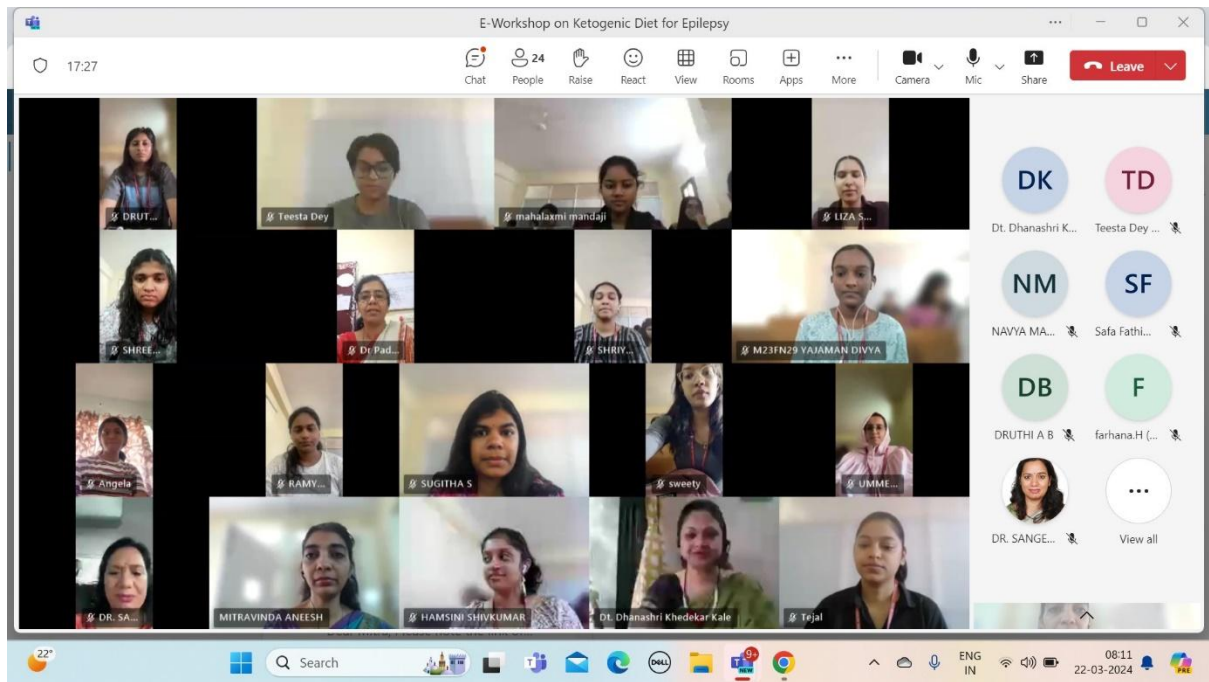 E-Workshop on Ketogenic Diet for Epilepsy
17:27
24
Chat People Raise React View Rooms Apps More Camera Mic Share Leave
DRUT... Teesta Dey mahalaxmi mandaji LIZA S...
SHREE... Dr Pad... SHRIY... M23FN29 YAJAMAN DIVYA
Angela RAMY... SUGITHA S sweety UMME...
DR. SA... MITRAVINDA ANEESH HAMSINI SHIVKUMAR Dt. Dhanashri Khedekar Kale Tejal
DK TD
Dt. Dhanashri K... Teesta Dey ...
NM SF
NAVYA MA... Safa Fathi...
DB F
DRUTHI A B farhana.H (...
DR. SANGE... View all
22°
Search
DELL
NEW
9+
ENG
IN
08:11
22-03-2024
PRE